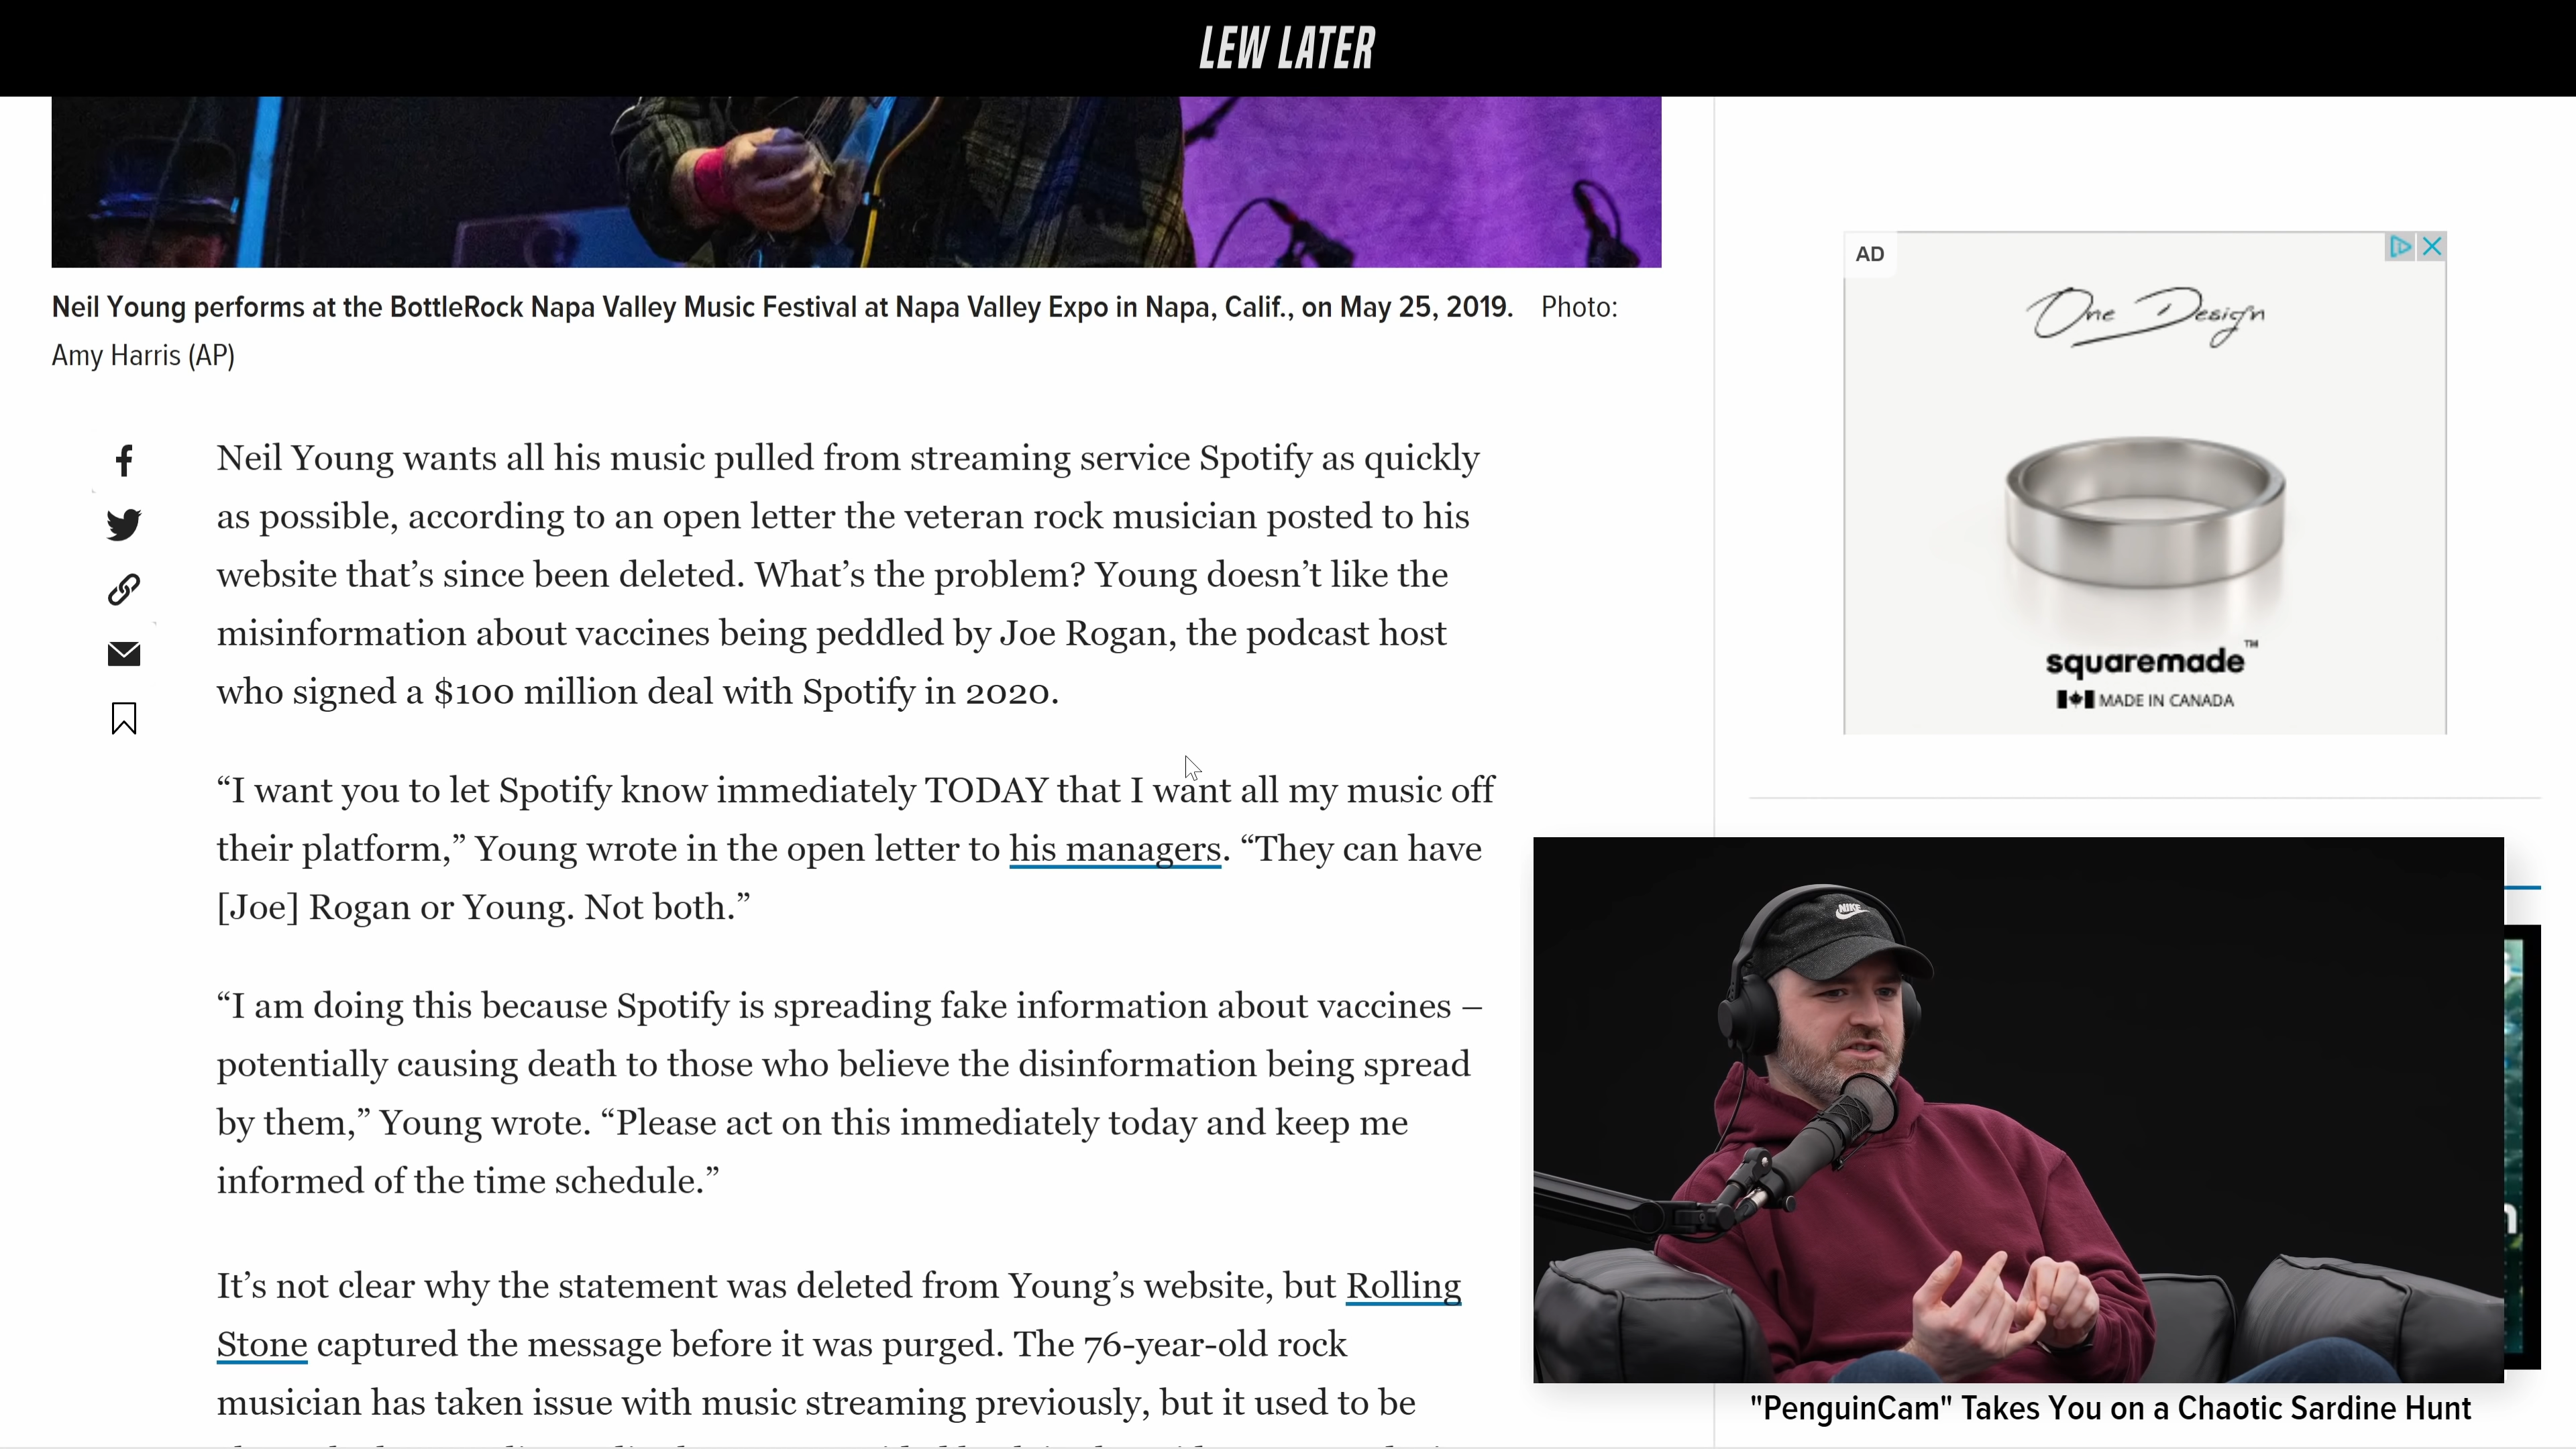 LEW LATER
Neil Young performs at the BottleRock Napa Valley Music Festival at Napa Valley Expo in Napa, Calif., on May 25, 2019. Photo:
Amy Harris (AP)
Neil Young wants all his music pulled from streaming service Spotify as quickly
as possible, according to an open letter the veteran rock musician posted to his
website that’s since been deleted. What’s the problem? Young doesn’t like the
misinformation about vaccines being peddled by Joe Rogan, the podcast host
who signed a $100 million deal with Spotify in 2020.
“I want you to let Spotify know immediately TODAY that I want all my music off
their platform,” Young wrote in the open letter to his managers. “They can have
[Joe] Rogan or Young. Not both.”
“I am doing this because Spotify is spreading fake information about vaccines –
potentially causing death to those who believe the disinformation being spread
by them,” Young wrote. “Please act on this immediately today and keep me
informed of the time schedule.”
It’s not clear why the statement was deleted from Young’s website, but Rolling
Stone captured the message before it was purged. The 76-year-old rock
musician has taken issue with music streaming previously, but it used to be
AD
One Design
squaremade™
MADE IN CANADA
NIKE
"PenguinCam" Takes You on a Chaotic Sardine Hunt